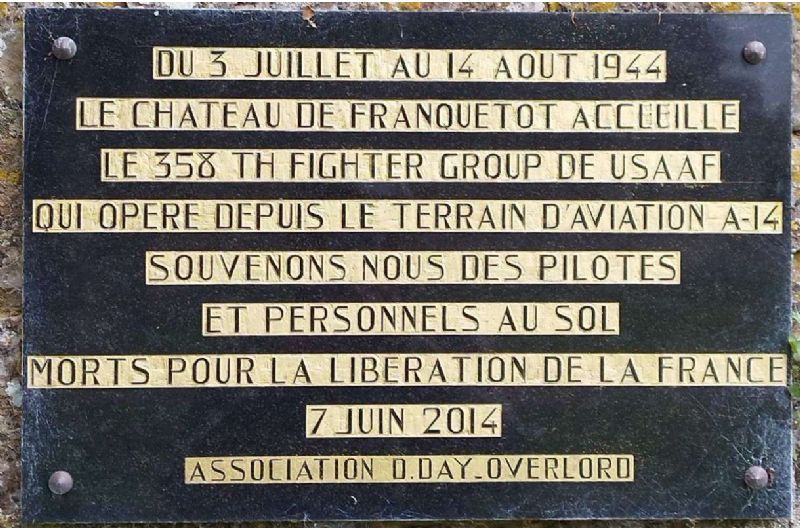 DU 3 JUILLET AU 14 AOUT 1944
LE CHATEAU DE FRANQUETOT ACCUEILLE
LE 358 TH FIGHTER GROUP DE USAAF
QUI OPERE DEPUIS LE TERRAIN D'AVIATION A-14
SOUVENONS NOUS DES PILOTES
ET PERSONNELS AU SOL
MORTS POUR LA LIBERATION DE LA FRANCE
7 JUIN 2014
ASSOCIATION D.DAY_OVERLORD